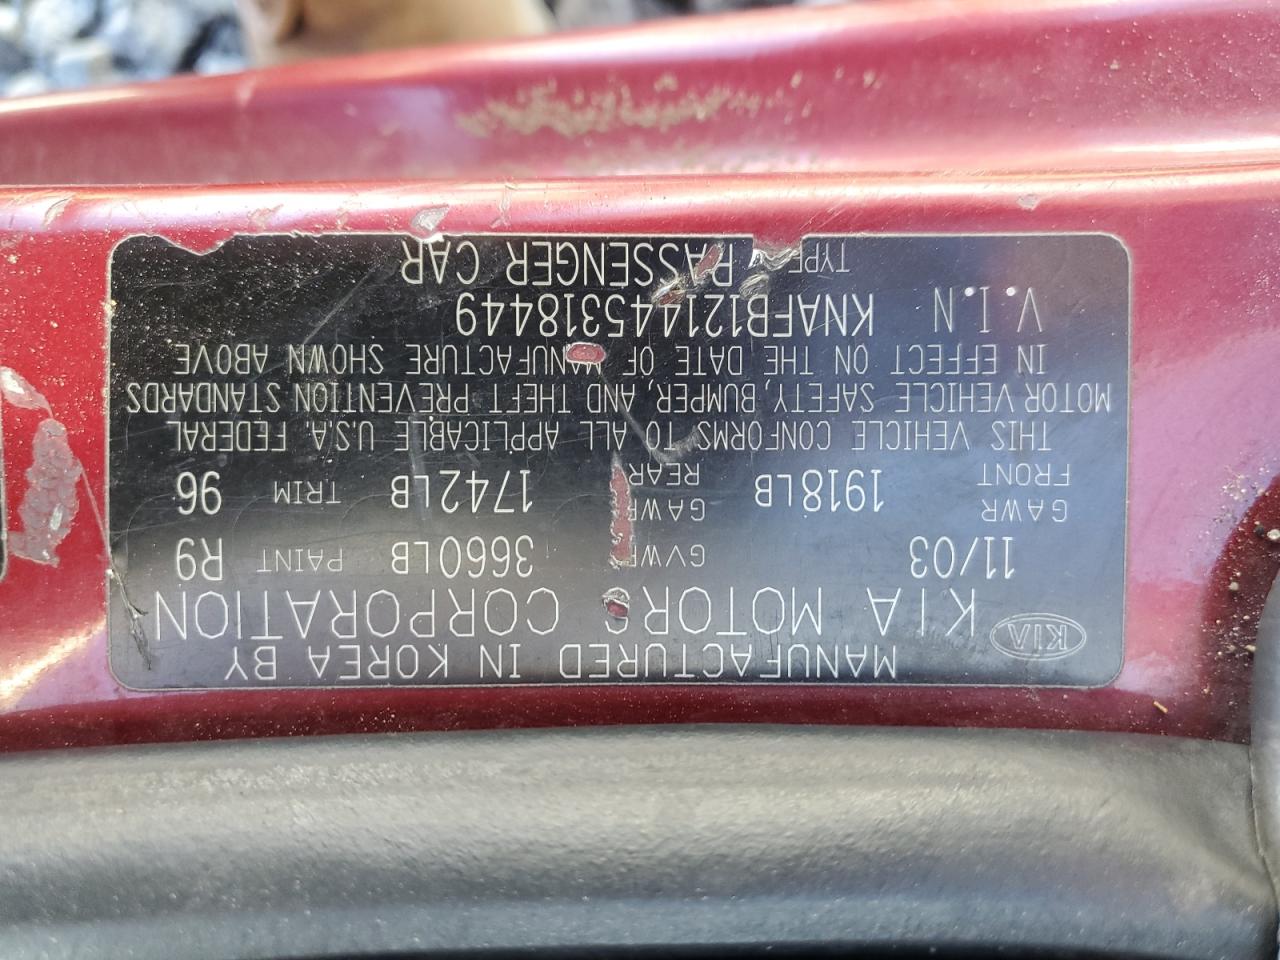 MANUFACTURED IN KOREA BY
KIA KIA MOTORS CORPORATION
11/03 GVWR 3660LB PAINT R9
GAWR FRONT 1918LB GAWR REAR 1742LB TRIM 96
THIS VEHICLE CONFORMS TO ALL APPLICABLE U.S.A. FEDERAL
MOTOR VEHICLE SAFETY, BUMPER, AND THEFT PREVENTION STANDARDS
IN EFFECT ON THE DATE OF MANUFACTURE SHOWN ABOVE
V.I.N KNAFB121445318449
TYPE PASSENGER CAR